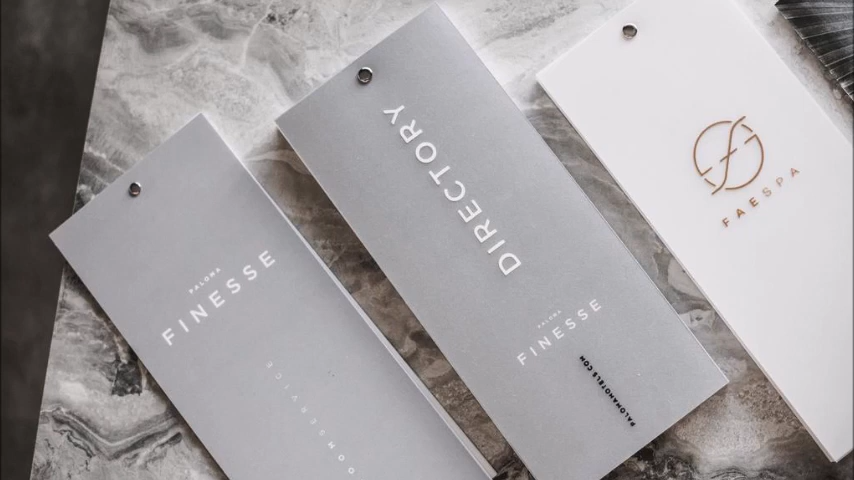 PALOMA
FINESSE
DIRECTORY
PALOMA
FINESSE
PALOMAHOTELS.COM
FAESPA